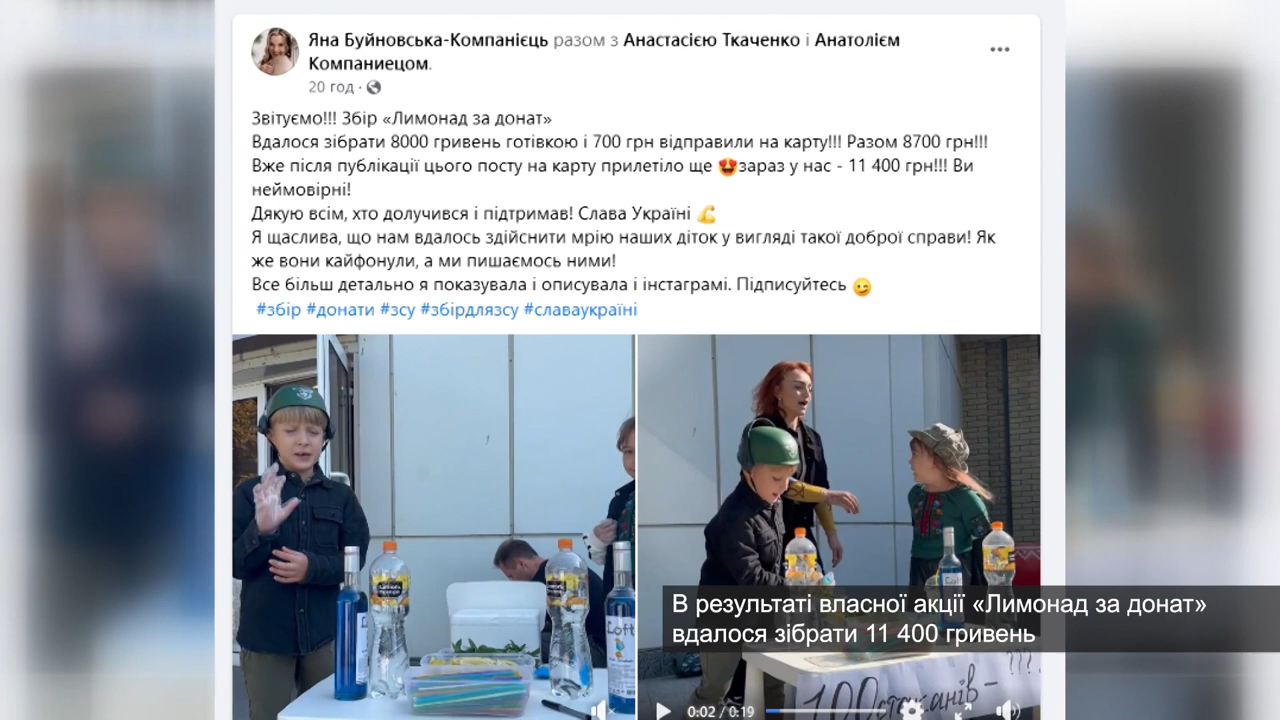 Яна Буйновська-Компанієць разом з Анастасією Ткаченко і Анатолієм
Компаниецом.
20 год ·
Звітуємо!!! Збір «Лимонад за донат»
Вдалося зібрати 8000 гривень готівкою і 700 грн відправили на карту!!! Разом 8700 грн!!!
Вже після публікації цього посту на карту прилетіло ще 😍зараз у нас - 11 400 грн!!! Ви
неймовірні!
Дякую всім, хто долучився і підтримав! Слава Україні 💪
Я щаслива, що нам вдалось здійснити мрію наших діток у вигляді такої доброї справи! Як
же вони кайфонули, а ми пишаємось ними!
Все більш детально я показувала і описувала і інстаграмі. Підписуйтесь 😜
#збір #донати #зсу #збірдлязсу #славаукраїні
Loft
В результаті власної акції «Лимонад за донат»
вдалося зібрати 11 400 гривень
100 стаканів - ???
0:02 / 0:19